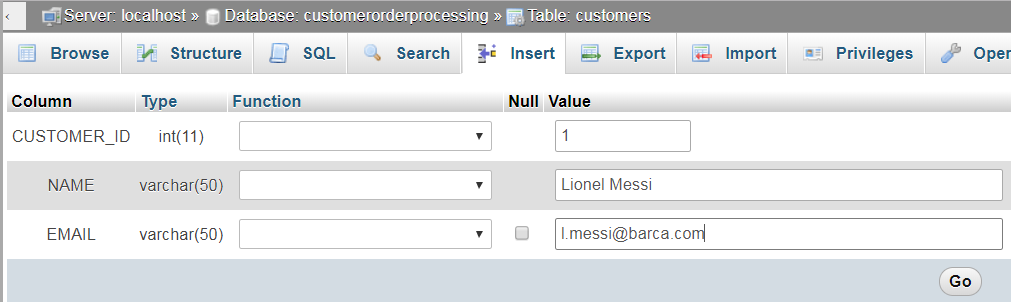 Server: localhost » Database: customerorderprocessing » Table: customers
Browse Structure SQL Search Insert Export Import Privileges Oper
Column Type Function Null Value
CUSTOMER_ID int(11) 1
NAME varchar(50) Lionel Messi
EMAIL varchar(50) l.messi@barca.com
Go